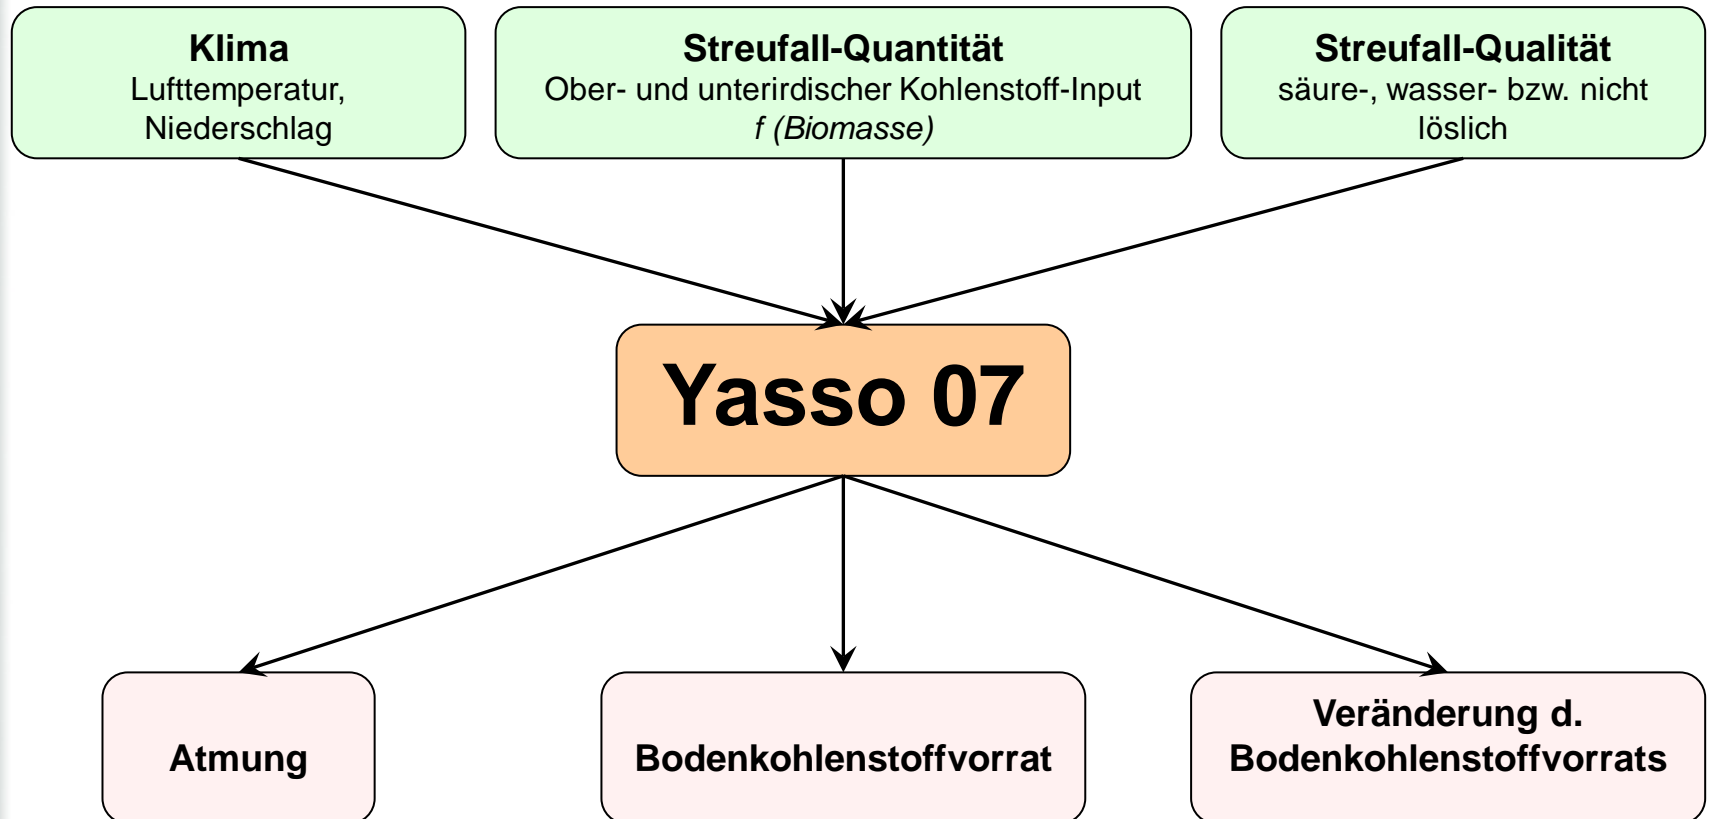 Klima
Lufttemperatur,
Niederschlag
Streufall-Quantität
Ober- und unterirdischer Kohlenstoff-Input
f (Biomasse)
Streufall-Qualität
säure-, wasser- bzw. nicht
löslich
Yasso 07
Atmung
Bodenkohlenstoffvorrat
Veränderung d.
Bodenkohlenstoffvorrats